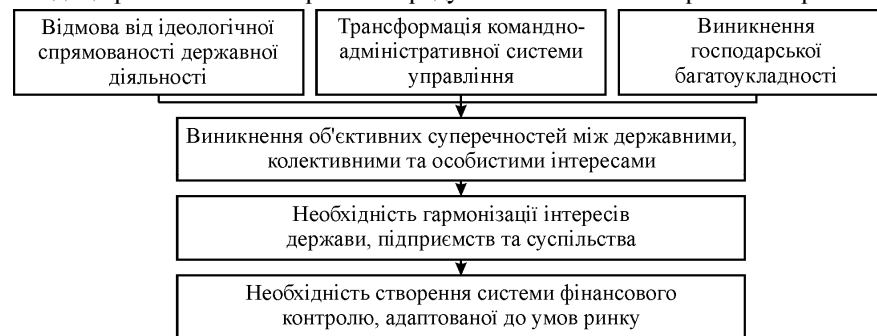 Відмова від ідеологічної
спрямованості державної
діяльності
Трансформація командно-
адміністративної системи
управління
Виникнення
господарської
багатоукладності
Виникнення об'єктивних суперечностей між державними,
колективними та особистими інтересами
Необхідність гармонізації інтересів
держави, підприємств та суспільства
Необхідність створення системи фінансового
контролю, адаптованої до умов ринку